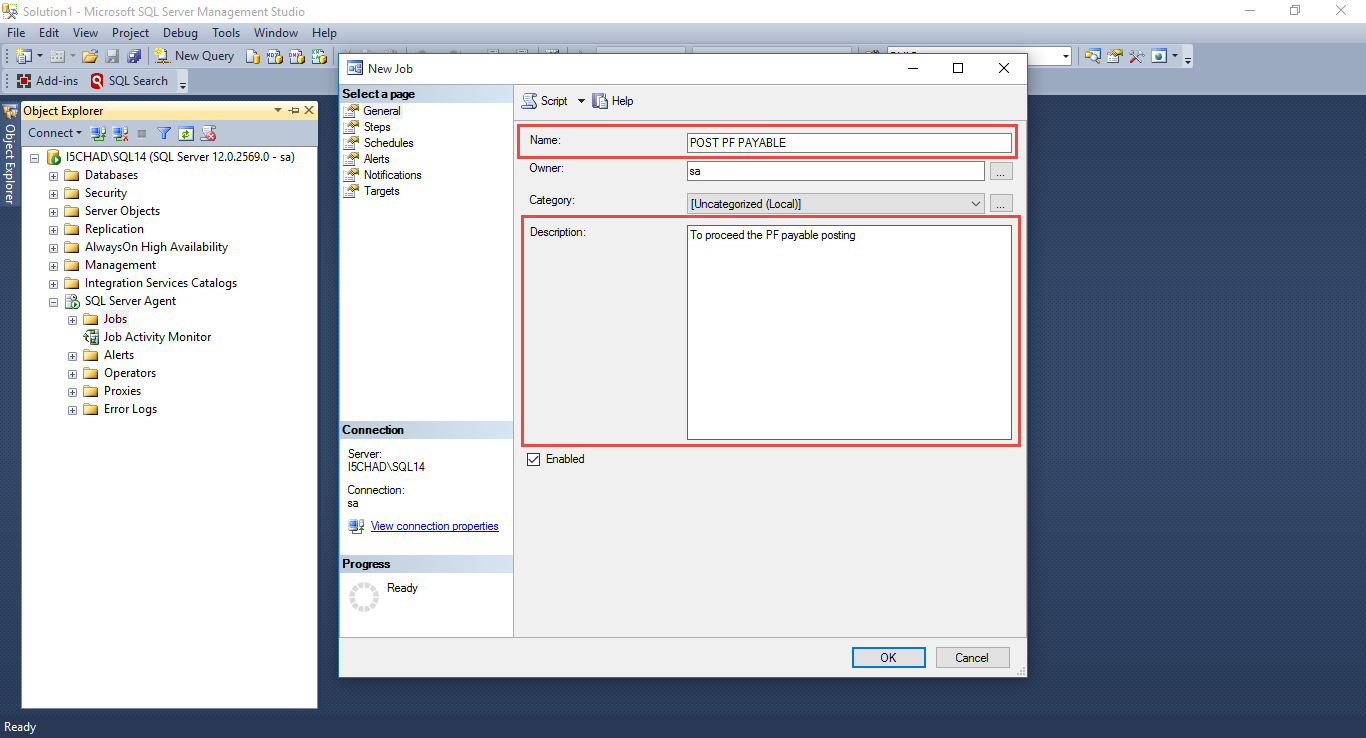 Solution1 - Microsoft SQL Server Management Studio
File Edit View Project Debug Tools Window Help
New Query
Add-ins SQL Search
Object Explorer
Object Explorer
Connect
I5CHAD\SQL14 (SQL Server 12.0.2569.0 - sa)
Databases
Security
Server Objects
Replication
AlwaysOn High Availability
Management
Integration Services Catalogs
SQL Server Agent
Jobs
Job Activity Monitor
Alerts
Operators
Proxies
Error Logs
New Job
Select a page
General
Steps
Schedules
Alerts
Notifications
Targets
Connection
Server:
I5CHAD\SQL14
Connection:
sa
View connection properties
Progress
Ready
Script Help
Name: POST PF PAYABLE
Owner: sa ...
Category: [Uncategorized (Local)] ...
Description: To proceed the PF payable posting
Enabled
OK Cancel
Ready